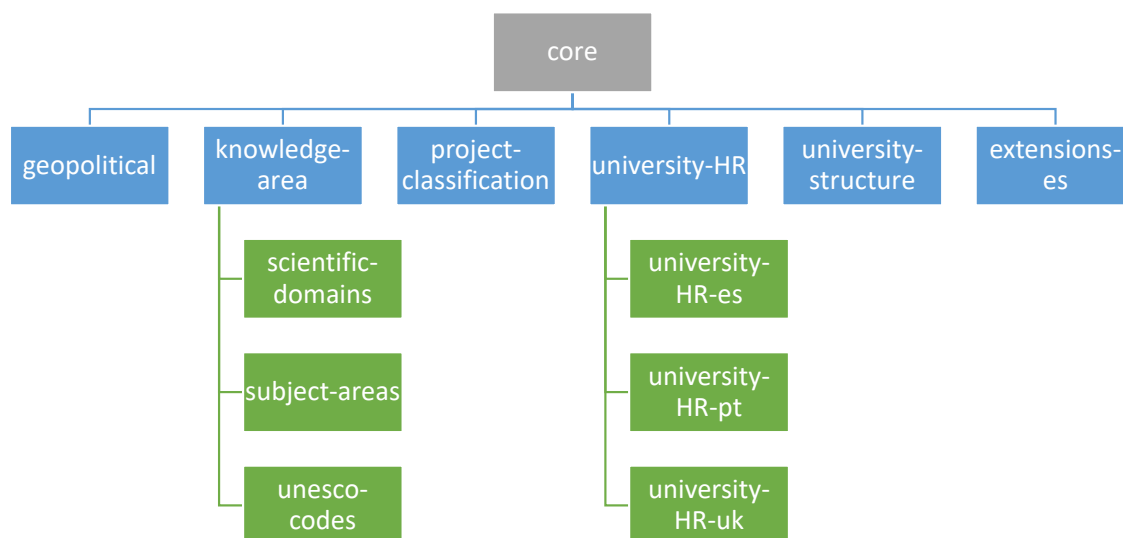 core
geopolitical
knowledge-
area
project-
classification
university-HR
university-
structure
extensions-
es
scientific-
domains
subject-areas
unesco-
codes
university-
HR-es
university-
HR-pt
university-
HR-uk